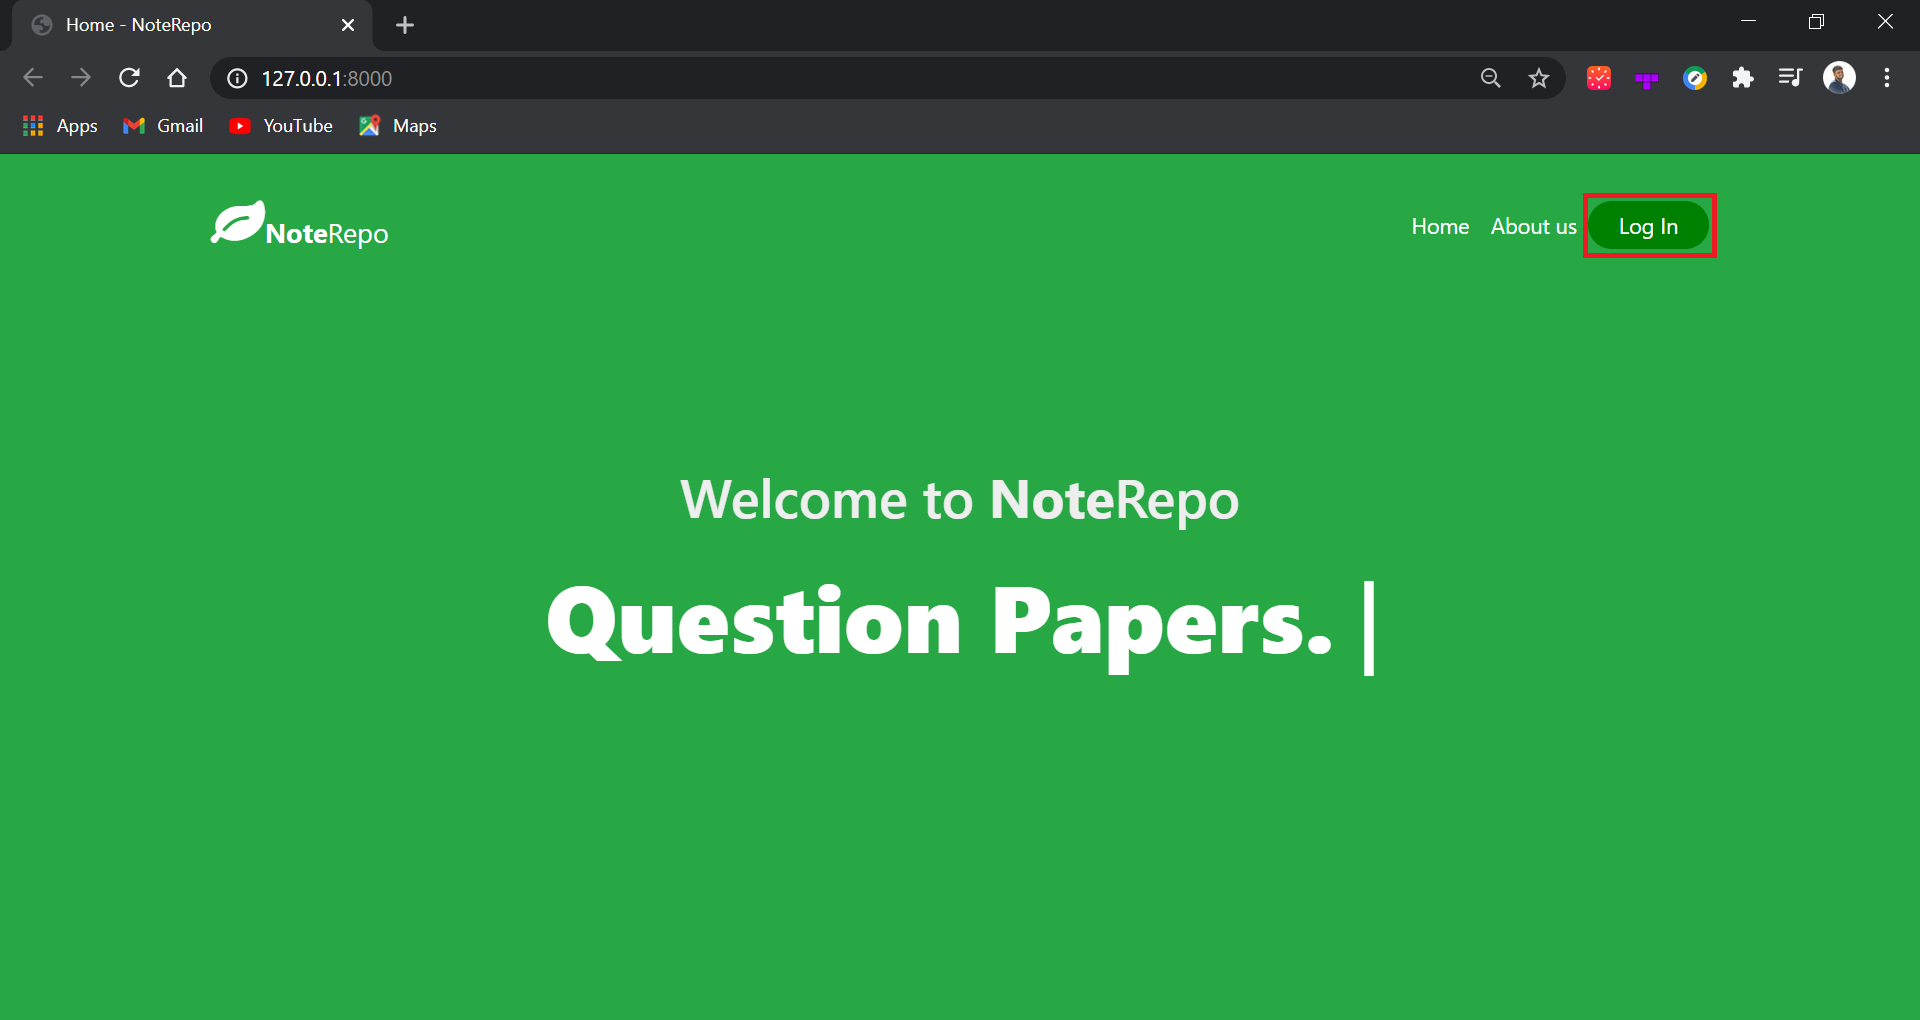 Home - NoteRepo
127.0.0.1:8000
Apps Gmail YouTube Maps
NoteRepo Home About us Log In
Welcome to NoteRepo
Question Papers. |